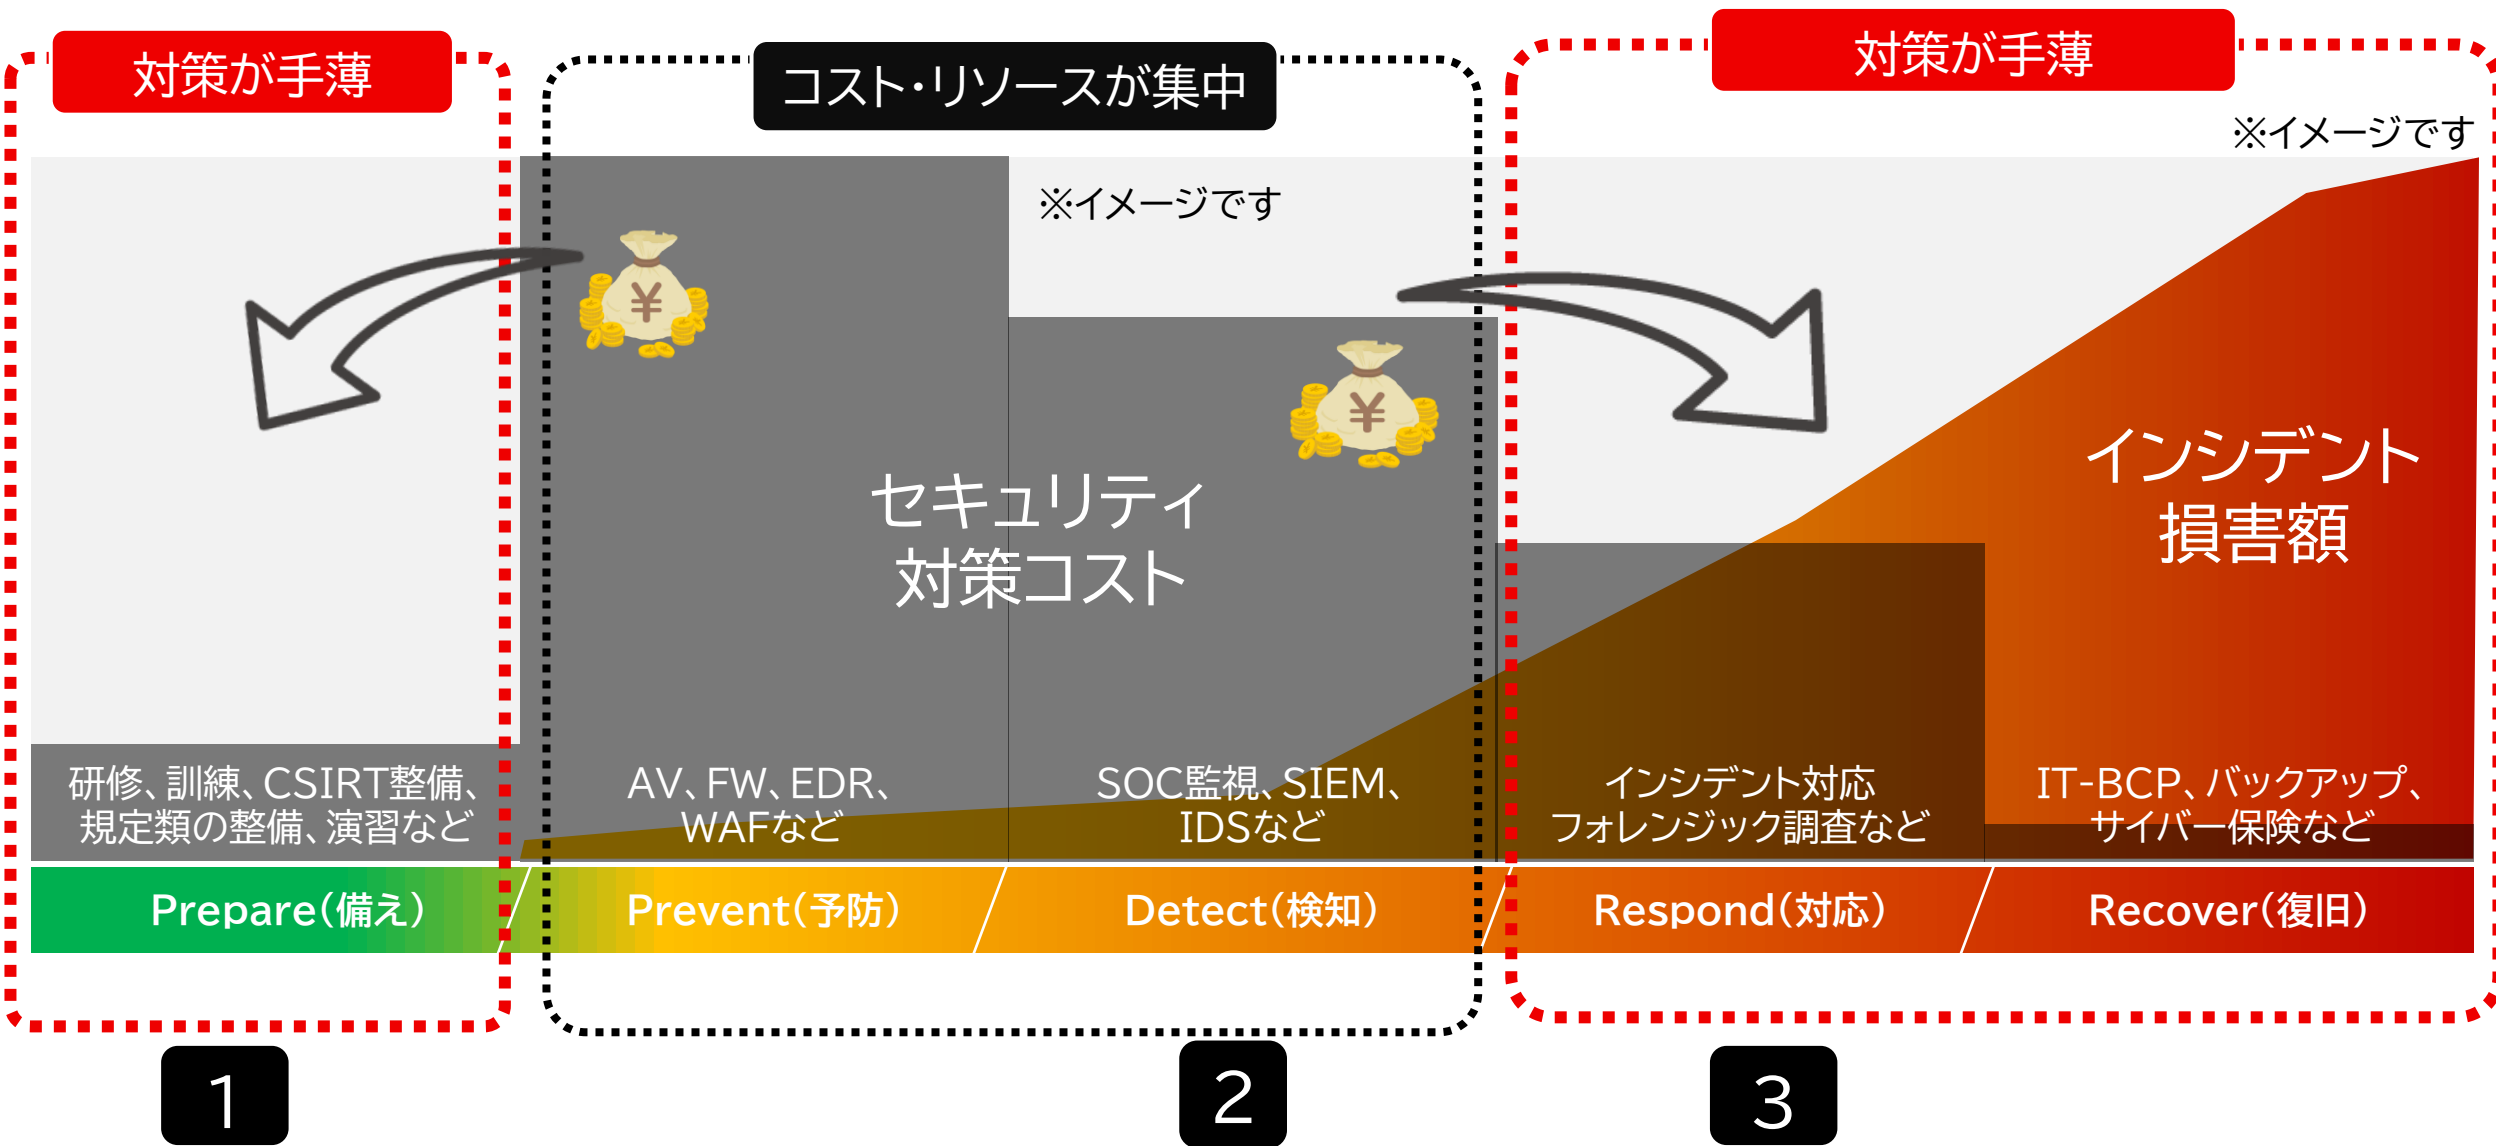 対策が手薄
コスト・リソースが集中
対策が手薄
※イメージです
※イメージです
¥
¥
セキュリティ
対策コスト
インシデント
損害額
研修、訓練、CSIRT整備、
規定類の整備、演習など
AV、FW、EDR、
WAFなど
SOC監視、SIEM、
IDSなど
インシデント対応
フォレンジック調査など
IT-BCP、バックアップ、
サイバー保険など
Prepare(備え)
Prevent(予防)
Detect(検知)
Respond(対応)
Recover(復旧)
1
2
3